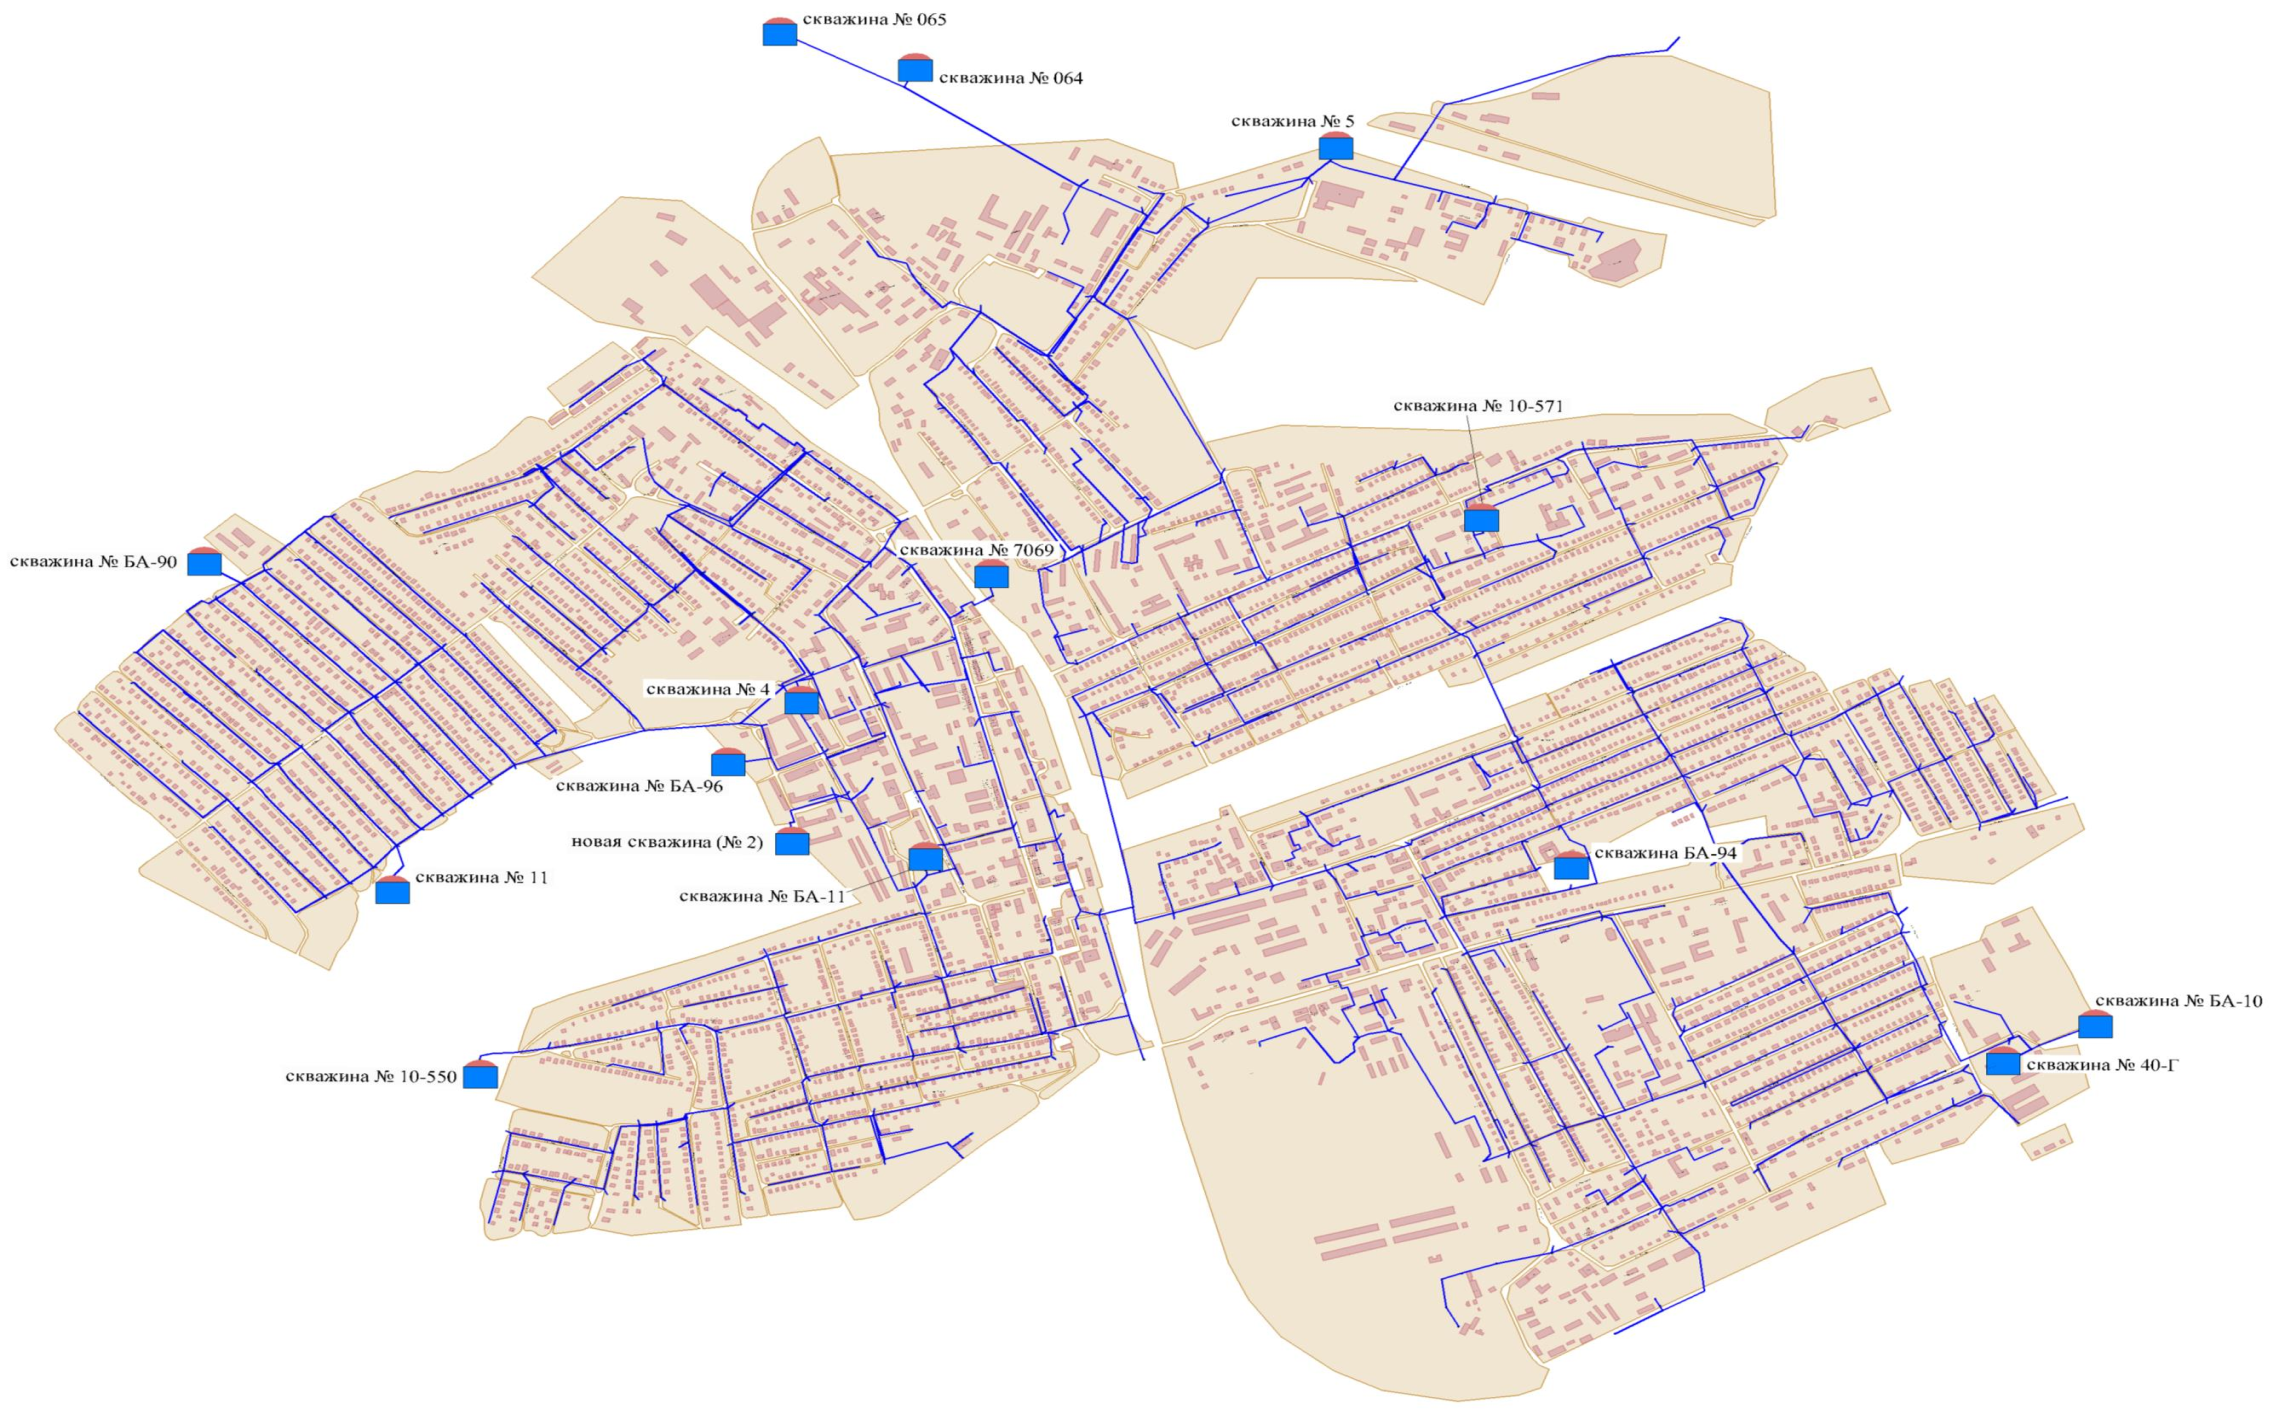 скважина № 065
скважина № 064
скважина № 5
скважина № 10-571
скважина № 7069
скважина № БА-90
скважина № 4
скважина № БА-96
новая скважина (№ 2)
скважина БА-94
скважина № 11
скважина № БА-11
скважина № БА-10
скважина № 40-Г
скважина № 10-550